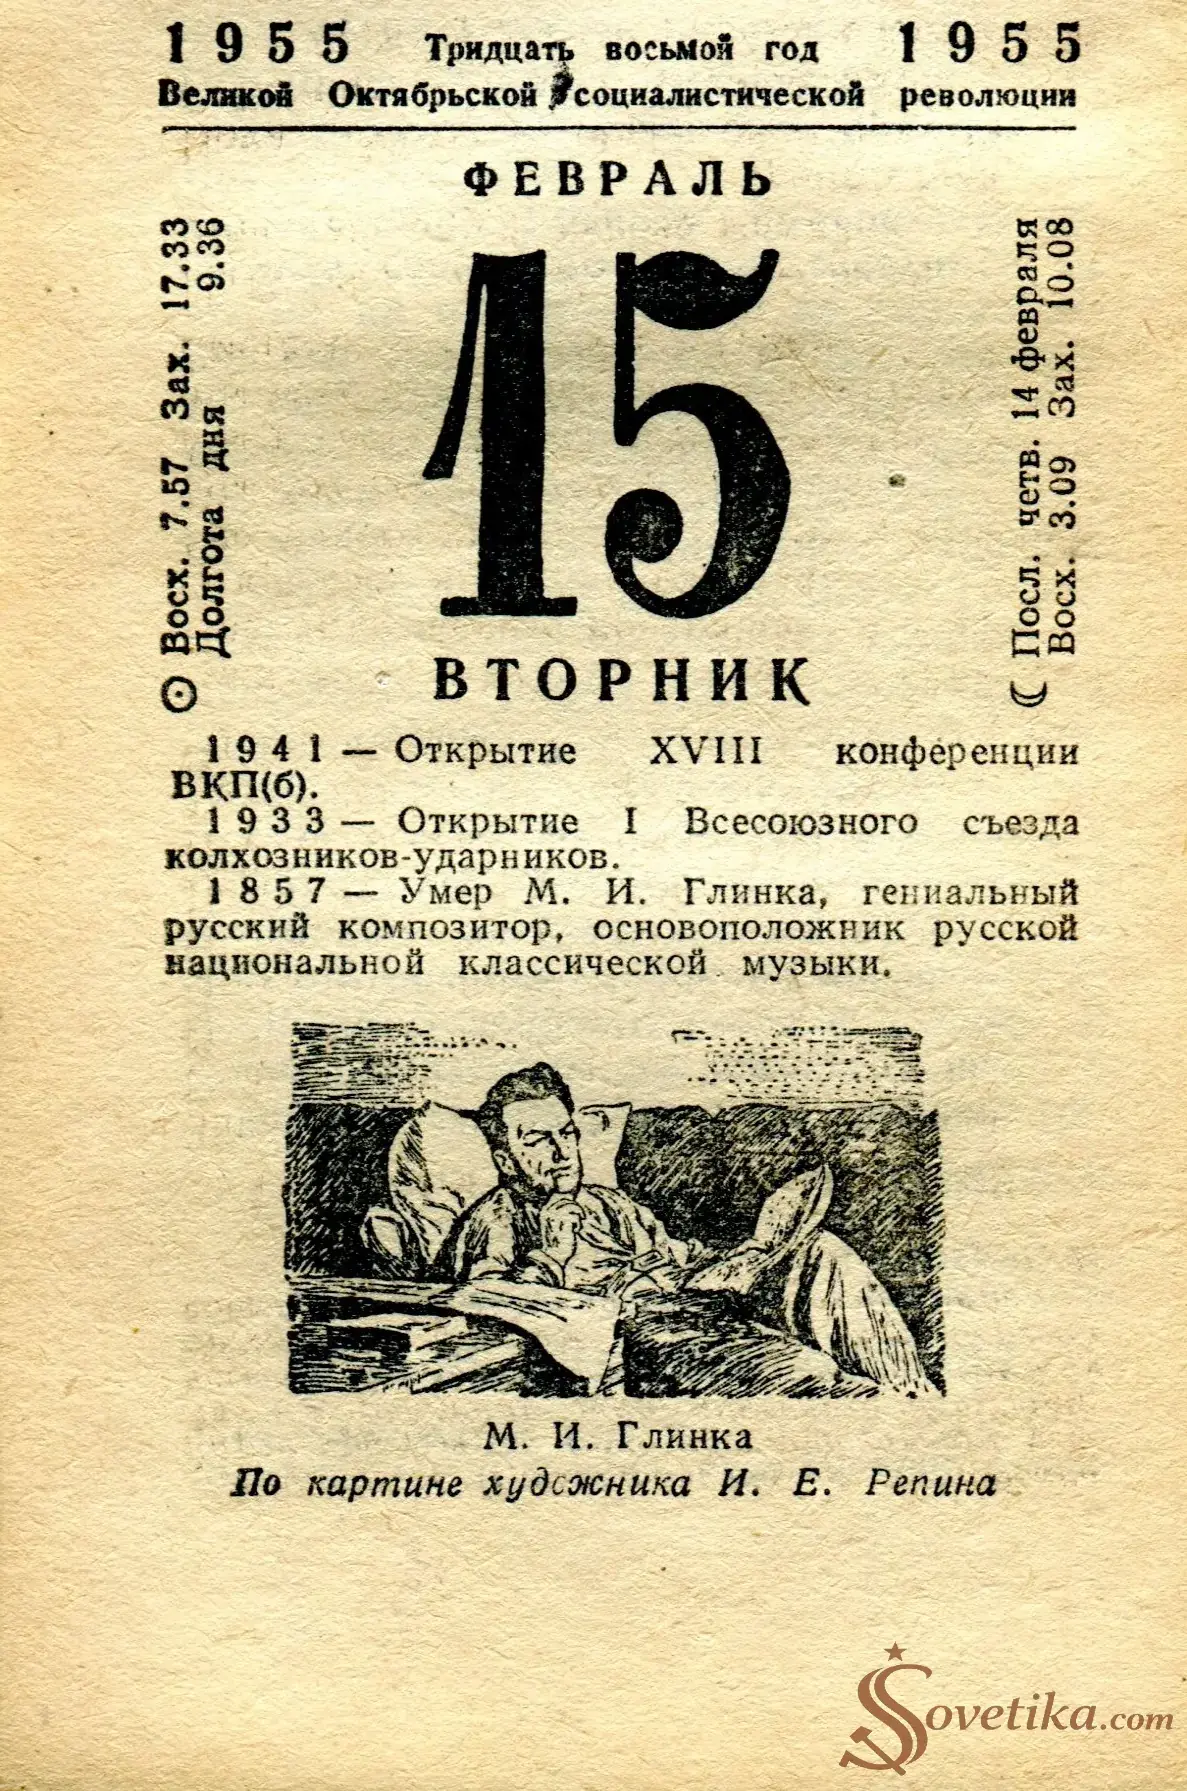 1955 Тридцать восьмой год 1955
Великой Октябрьской социалистической революции
ФЕВРАЛЬ
Восх. 7.57 Зах. 17.33
Долгота дня 9.36
15
Посл. четв. 14 февраля
Восх. 3.09 Зах. 10.08
ВТОРНИК
1941 — Открытие XVIII конференции
ВКП(б).
1933 — Открытие I Всесоюзного съезда
колхозников-ударников.
1857 — Умер М. И. Глинка, гениальный
русский композитор, основоположник русской
национальной классической музыки.
М. И. Глинка
По картине художника И. Е. Репина
Sovetika.com